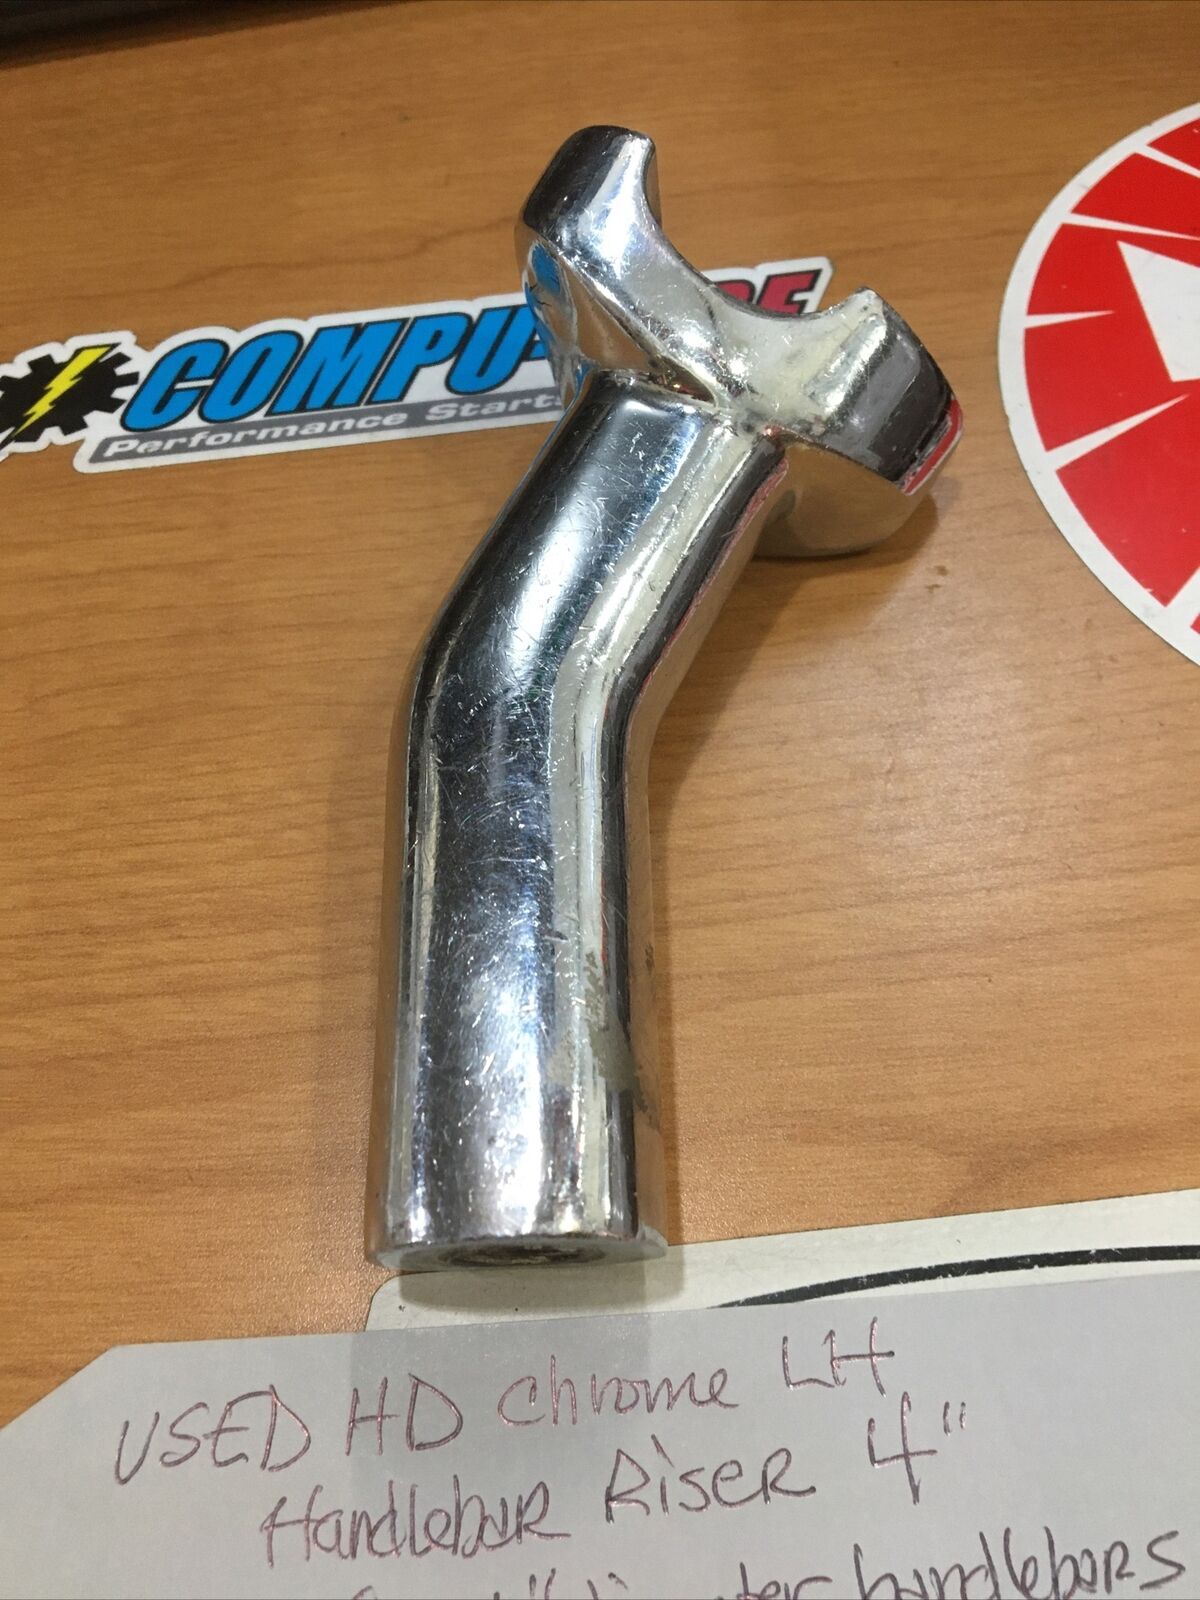 COMPU
Performance Starts
USED HD Chrome LH
Handlebar Riser 4"
handlebars